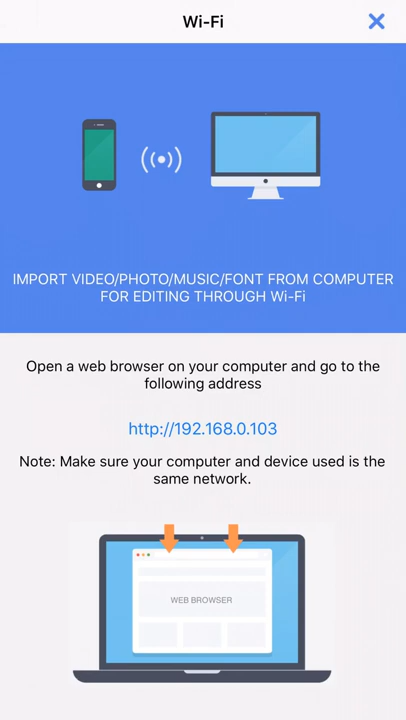 Wi-Fi
IMPORT VIDEO/PHOTO/MUSIC/FONT FROM COMPUTER
FOR EDITING THROUGH Wi-Fi
Open a web browser on your computer and go to the
following address
http://192.168.0.103
Note: Make sure your computer and device used is the
same network.
WEB BROWSER